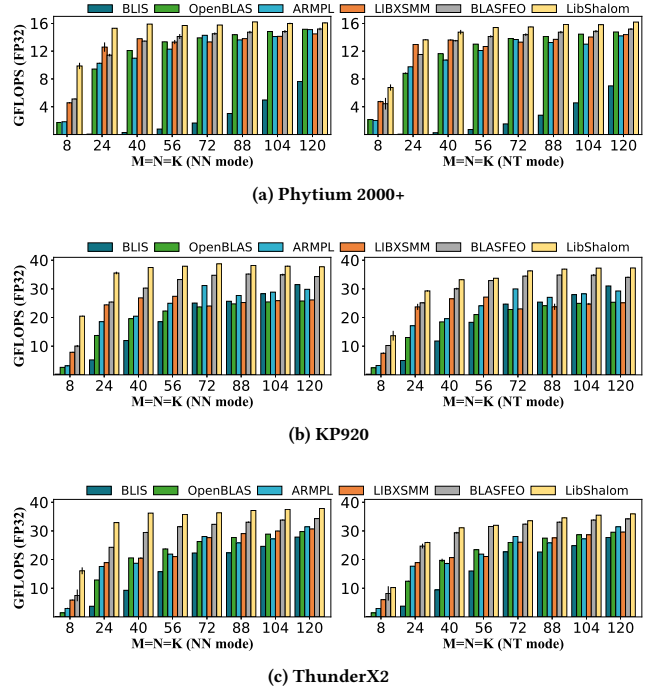 BLIS OpenBLAS ARMPL LIBXSMM BLASFEO LibShalom
GFLOPS (FP32)
16
12
8
4
8 24 40 56 72 88 104 120
M=N=K (NN mode)
16
12
8
4
8 24 40 56 72 88 104 120
M=N=K (NT mode)
(a) Phytium 2000+
BLIS OpenBLAS ARMPL LIBXSMM BLASFEO LibShalom
GFLOPS (FP32)
40
30
20
10
8 24 40 56 72 88 104 120
M=N=K (NN mode)
40
30
20
10
8 24 40 56 72 88 104 120
M=N=K (NT mode)
(b) KP920
BLIS OpenBLAS ARMPL LIBXSMM BLASFEO LibShalom
GFLOPS (FP32)
40
30
20
10
8 24 40 56 72 88 104 120
M=N=K (NN mode)
40
30
20
10
8 24 40 56 72 88 104 120
M=N=K (NT mode)
(c) ThunderX2